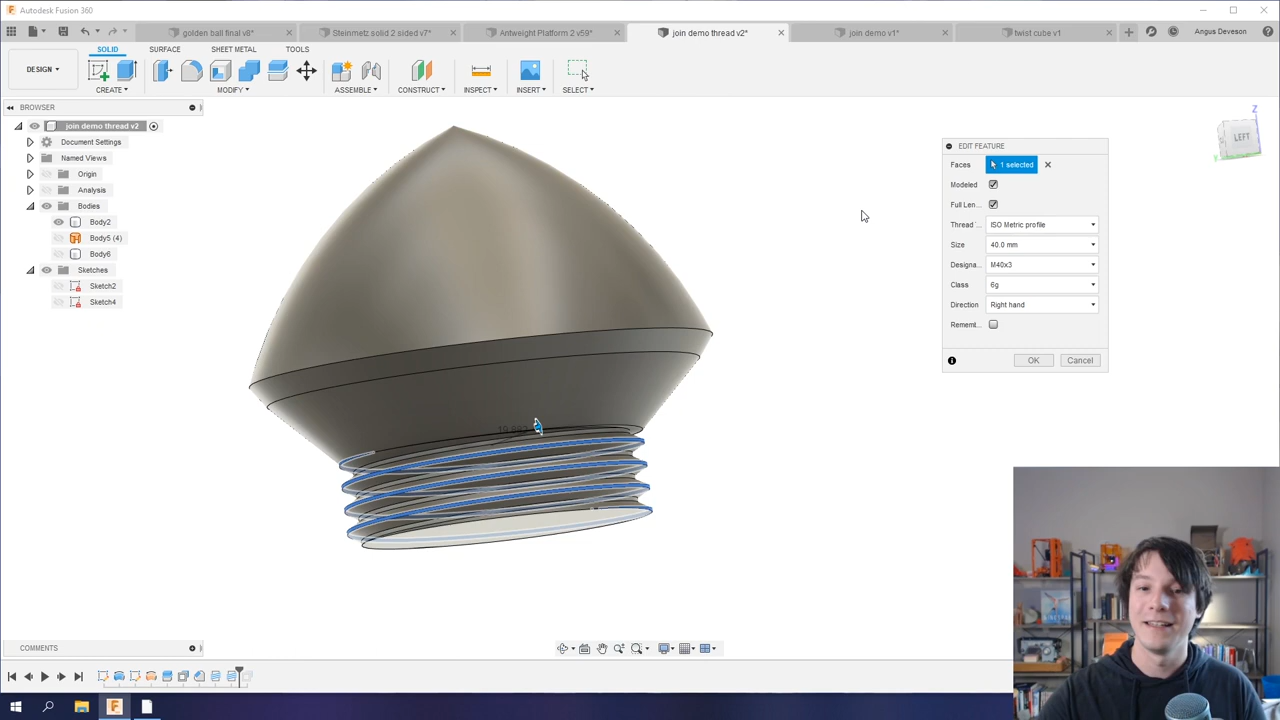 Autodesk Fusion 360
golden ball final v8*
Steinmetz solid 2 sided v7*
Antweight Platform 2 v59*
join demo thread v2*
join demo v1*
twist cube v1
Angus Deveson
SOLID
SURFACE
SHEET METAL
TOOLS
DESIGN
CREATE
MODIFY
ASSEMBLE
CONSTRUCT
INSPECT
INSERT
SELECT
BROWSER
join demo thread v2
Document Settings
Named Views
Origin
Analysis
Bodies
Body2
Body5 (4)
Body6
Sketches
Sketch2
Sketch4
EDIT FEATURE
Faces 1 selected
Modeled
Full Len...
Thread ... ISO Metric profile
Size 40.0 mm
Designa... M40x3
Class 6g
Direction Right hand
Rememt...
OK Cancel
Z
LEFT
COMMENTS